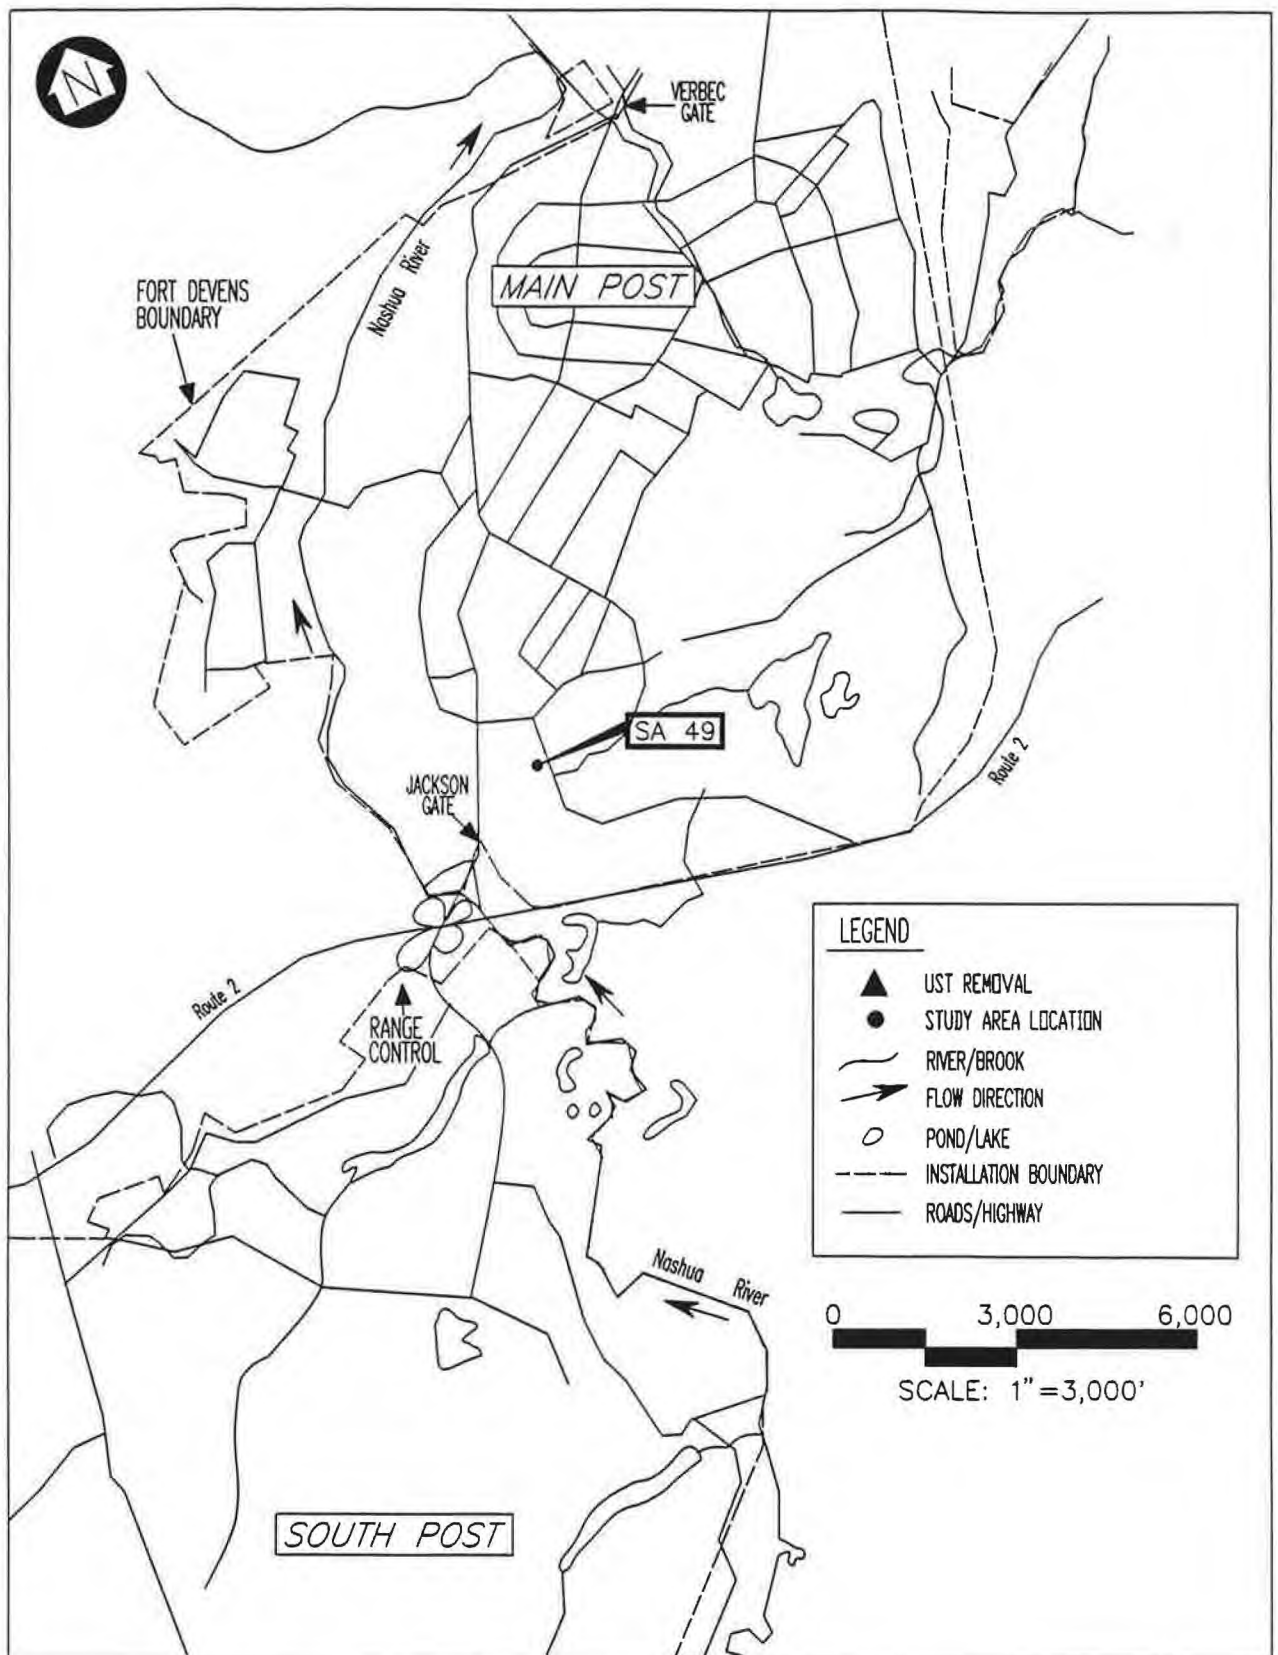 N
VERBEC
GATE
Nashua River
MAIN POST
FORT DEVENS
BOUNDARY
SA 49
Route 2
JACKSON
GATE
Route 2
RANGE
CONTROL
LEGEND
UST REMOVAL
STUDY AREA LOCATION
RIVER/BROOK
FLOW DIRECTION
POND/LAKE
INSTALLATION BOUNDARY
ROADS/HIGHWAY
Nashua River
0 3,000 6,000
SCALE: 1"=3,000'
SOUTH POST